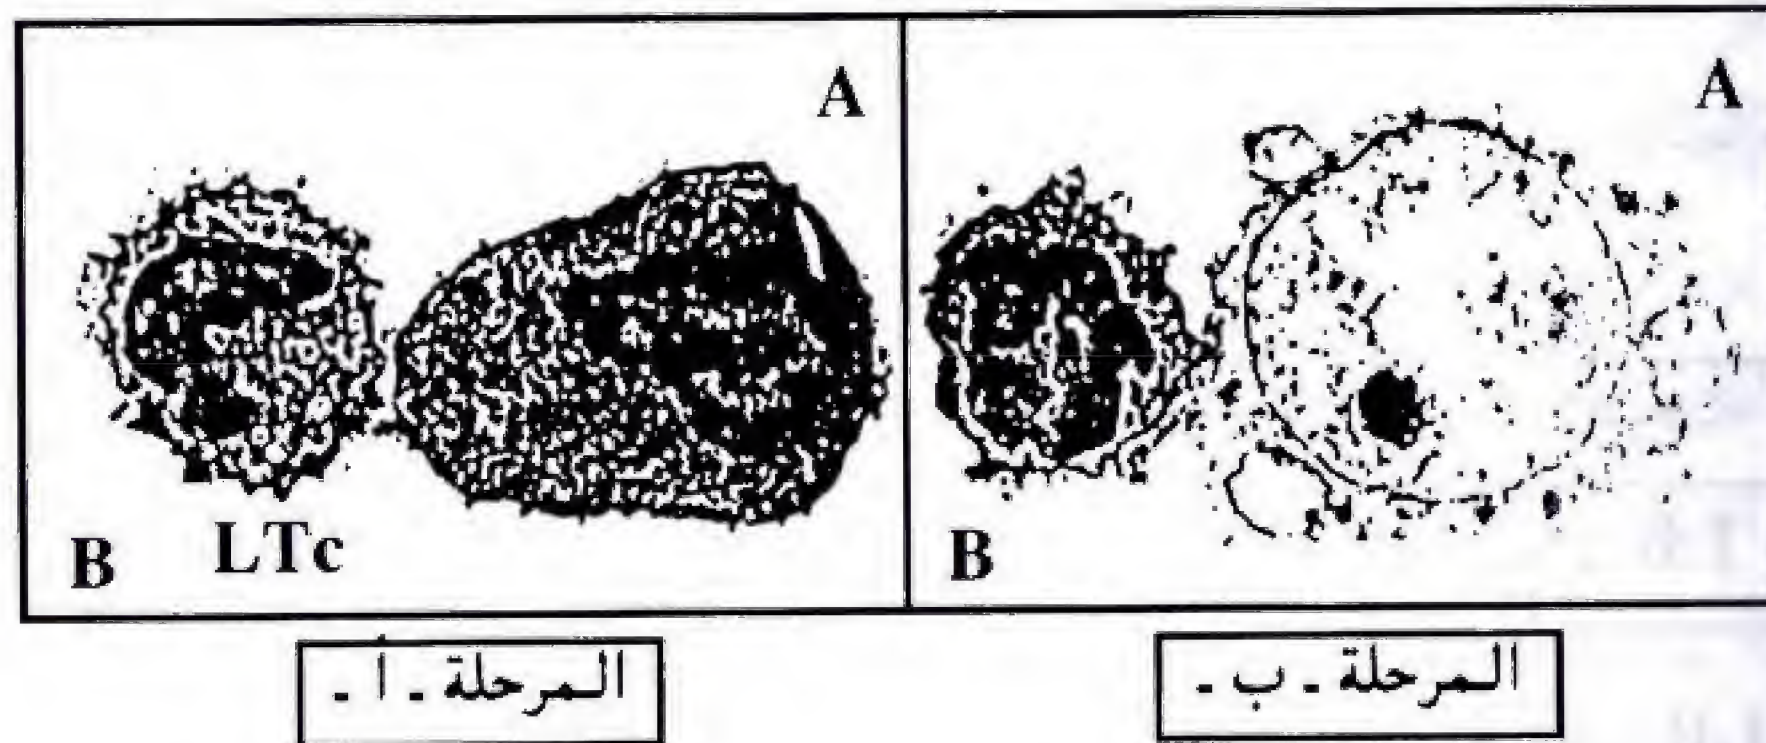 A
A
B
LTc
B
المرحلة ـ أ ـ
المرحلة ـ ب ـ